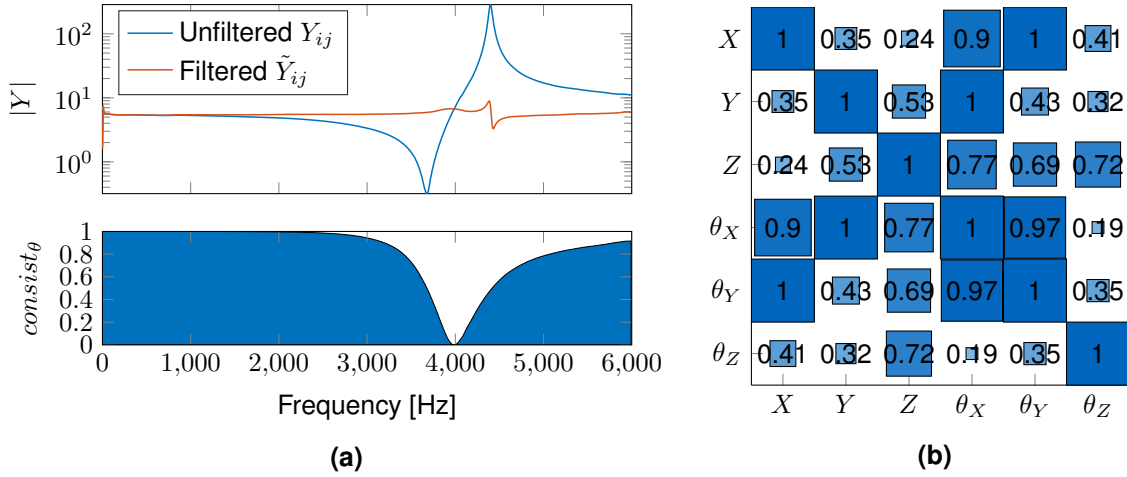 10^2
10^1
10^0
|Y|
Unfiltered Y_{ij}
Filtered \tilde{Y}_{ij}
1
0.8
0.6
0.4
0.2
0
consist_θ
0 1,000 2,000 3,000 4,000 5,000 6,000
Frequency [Hz]
(a)
X 1 0.35 0.24 0.9 1 0.41
Y 0.35 1 0.53 1 0.43 0.32
Z 0.24 0.53 1 0.77 0.69 0.72
θ_X 0.9 1 0.77 1 0.97 0.19
θ_Y 1 0.43 0.69 0.97 1 0.35
θ_Z 0.41 0.32 0.72 0.19 0.35 1
X Y Z θ_X θ_Y θ_Z
(b)